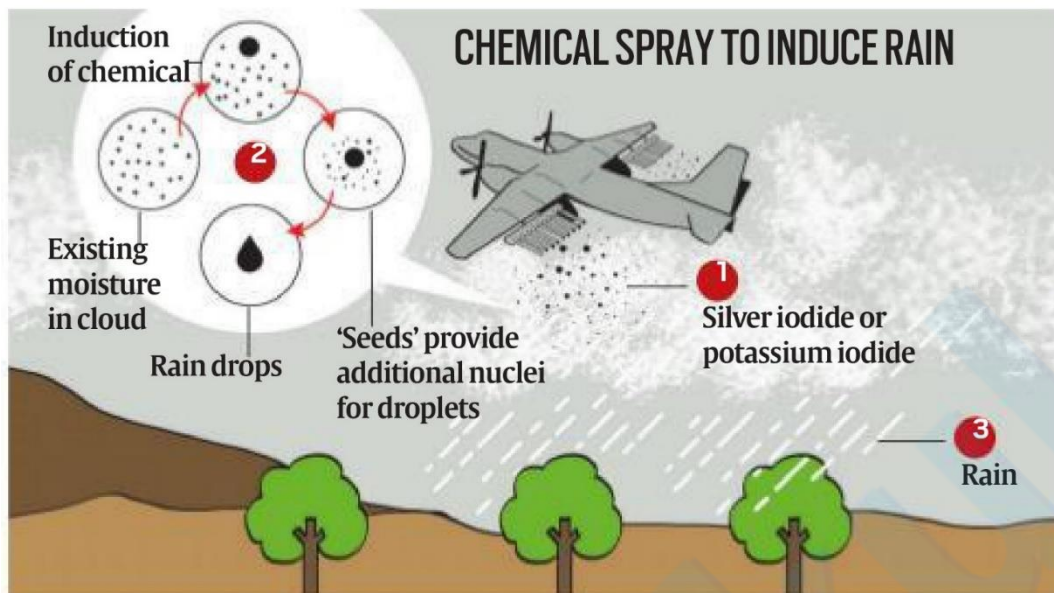 CHEMICAL SPRAY TO INDUCE RAIN
Induction
of chemical
2
Existing
moisture
in cloud
Rain drops
‘Seeds’ provide
additional nuclei
for droplets
1
Silver iodide or
potassium iodide
3
Rain